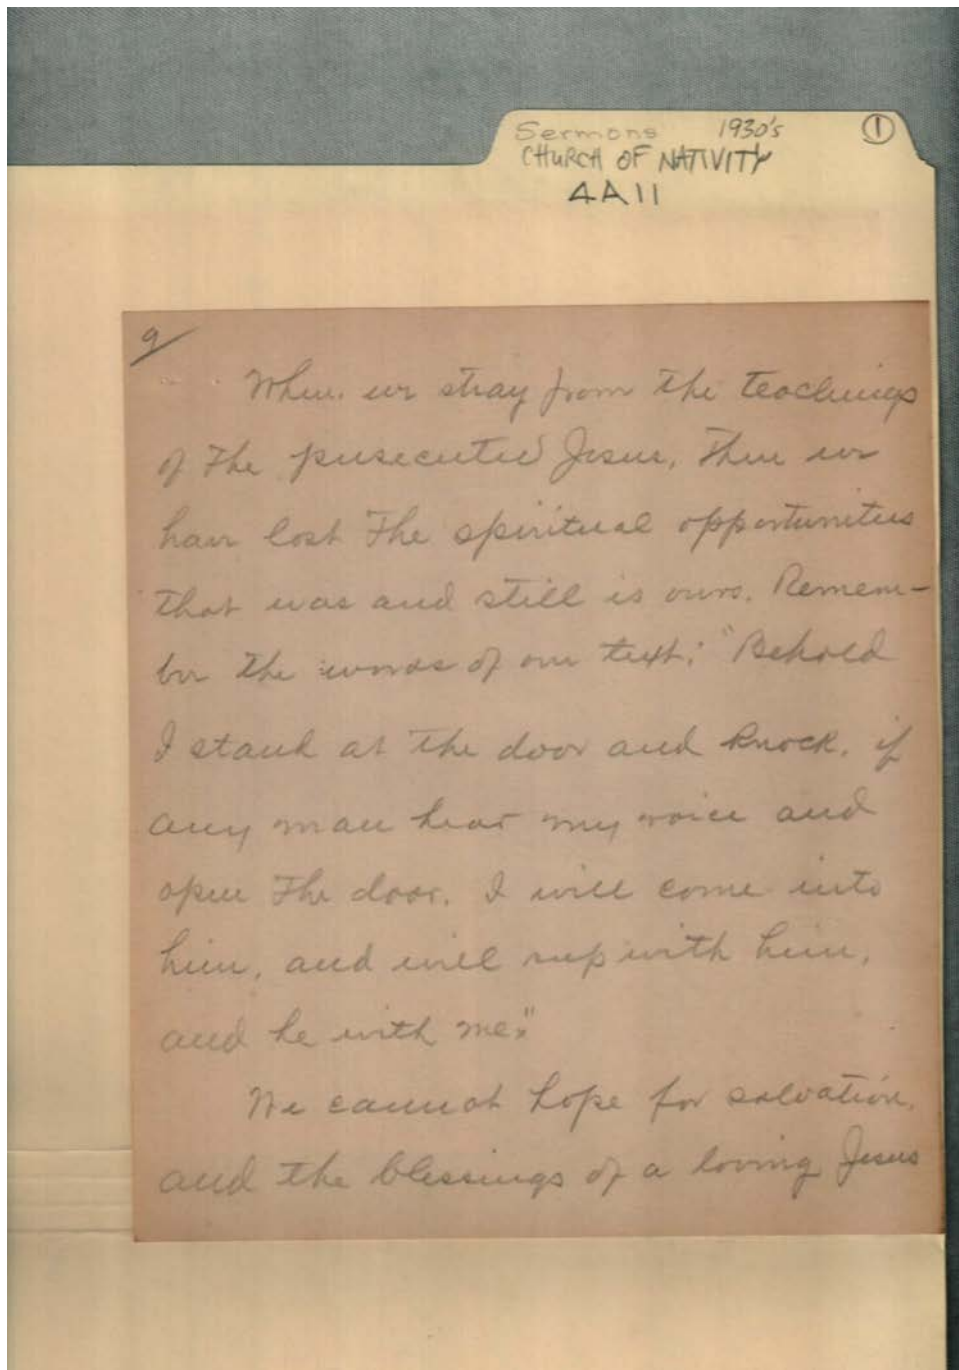 Sermons 1930's ①
CHURCH OF NATIVITY
4A11
9/
When we stray from the teachings
of the persecuted Jesus, then we
have lost the spiritual opportunities
that was and still is ours. Remem-
ber the words of our text; "Behold
I stand at the door and knock, if
any man hear my voice and
open the door. I will come into
him, and will sup with him,
and he with me."
We cannot hope for salvation,
and the blessings of a loving Jesus